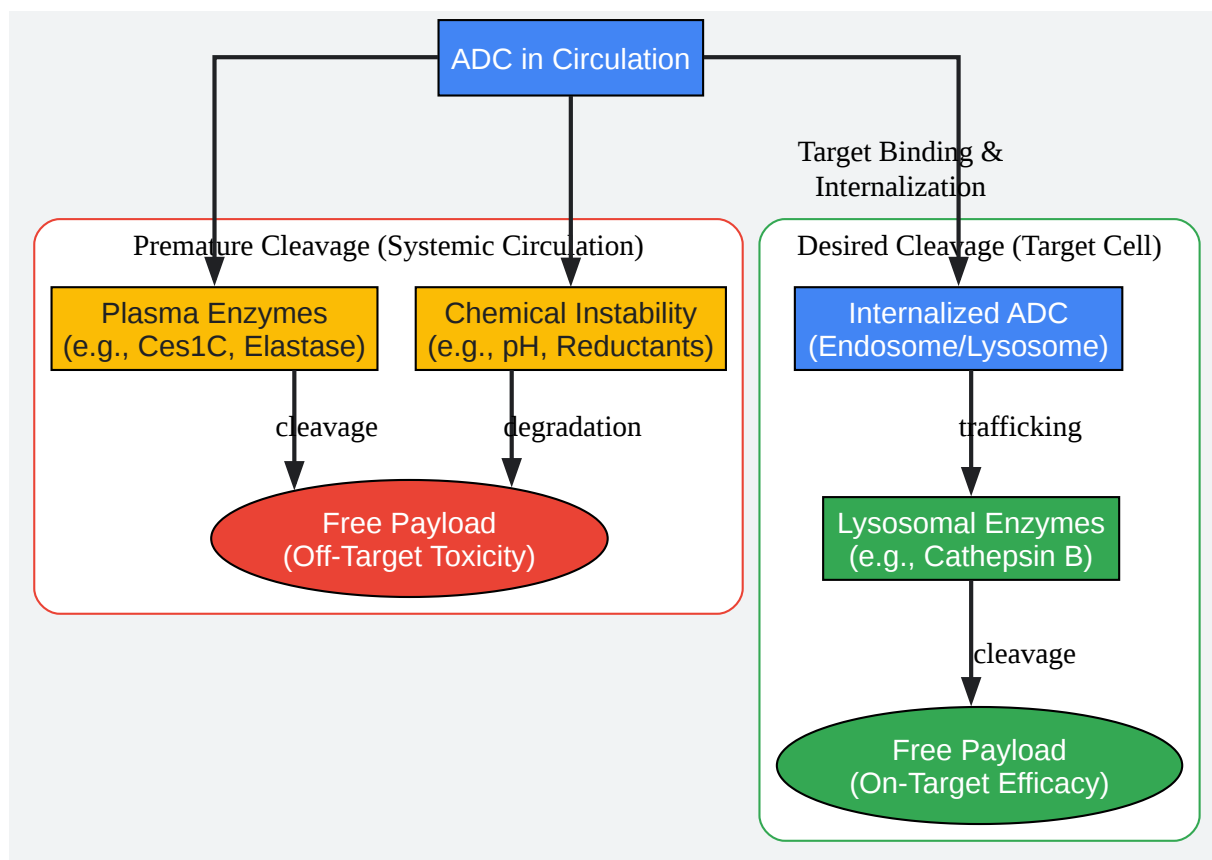 ADC in Circulation
Target Binding &
Internalization
Premature Cleavage (Systemic Circulation)
Plasma Enzymes
(e.g., Ces1C, Elastase)
Chemical Instability
(e.g., pH, Reductants)
cleavage
degradation
Free Payload
(Off-Target Toxicity)
Desired Cleavage (Target Cell)
Internalized ADC
(Endosome/Lysosome)
trafficking
Lysosomal Enzymes
(e.g., Cathepsin B)
cleavage
Free Payload
(On-Target Efficacy)